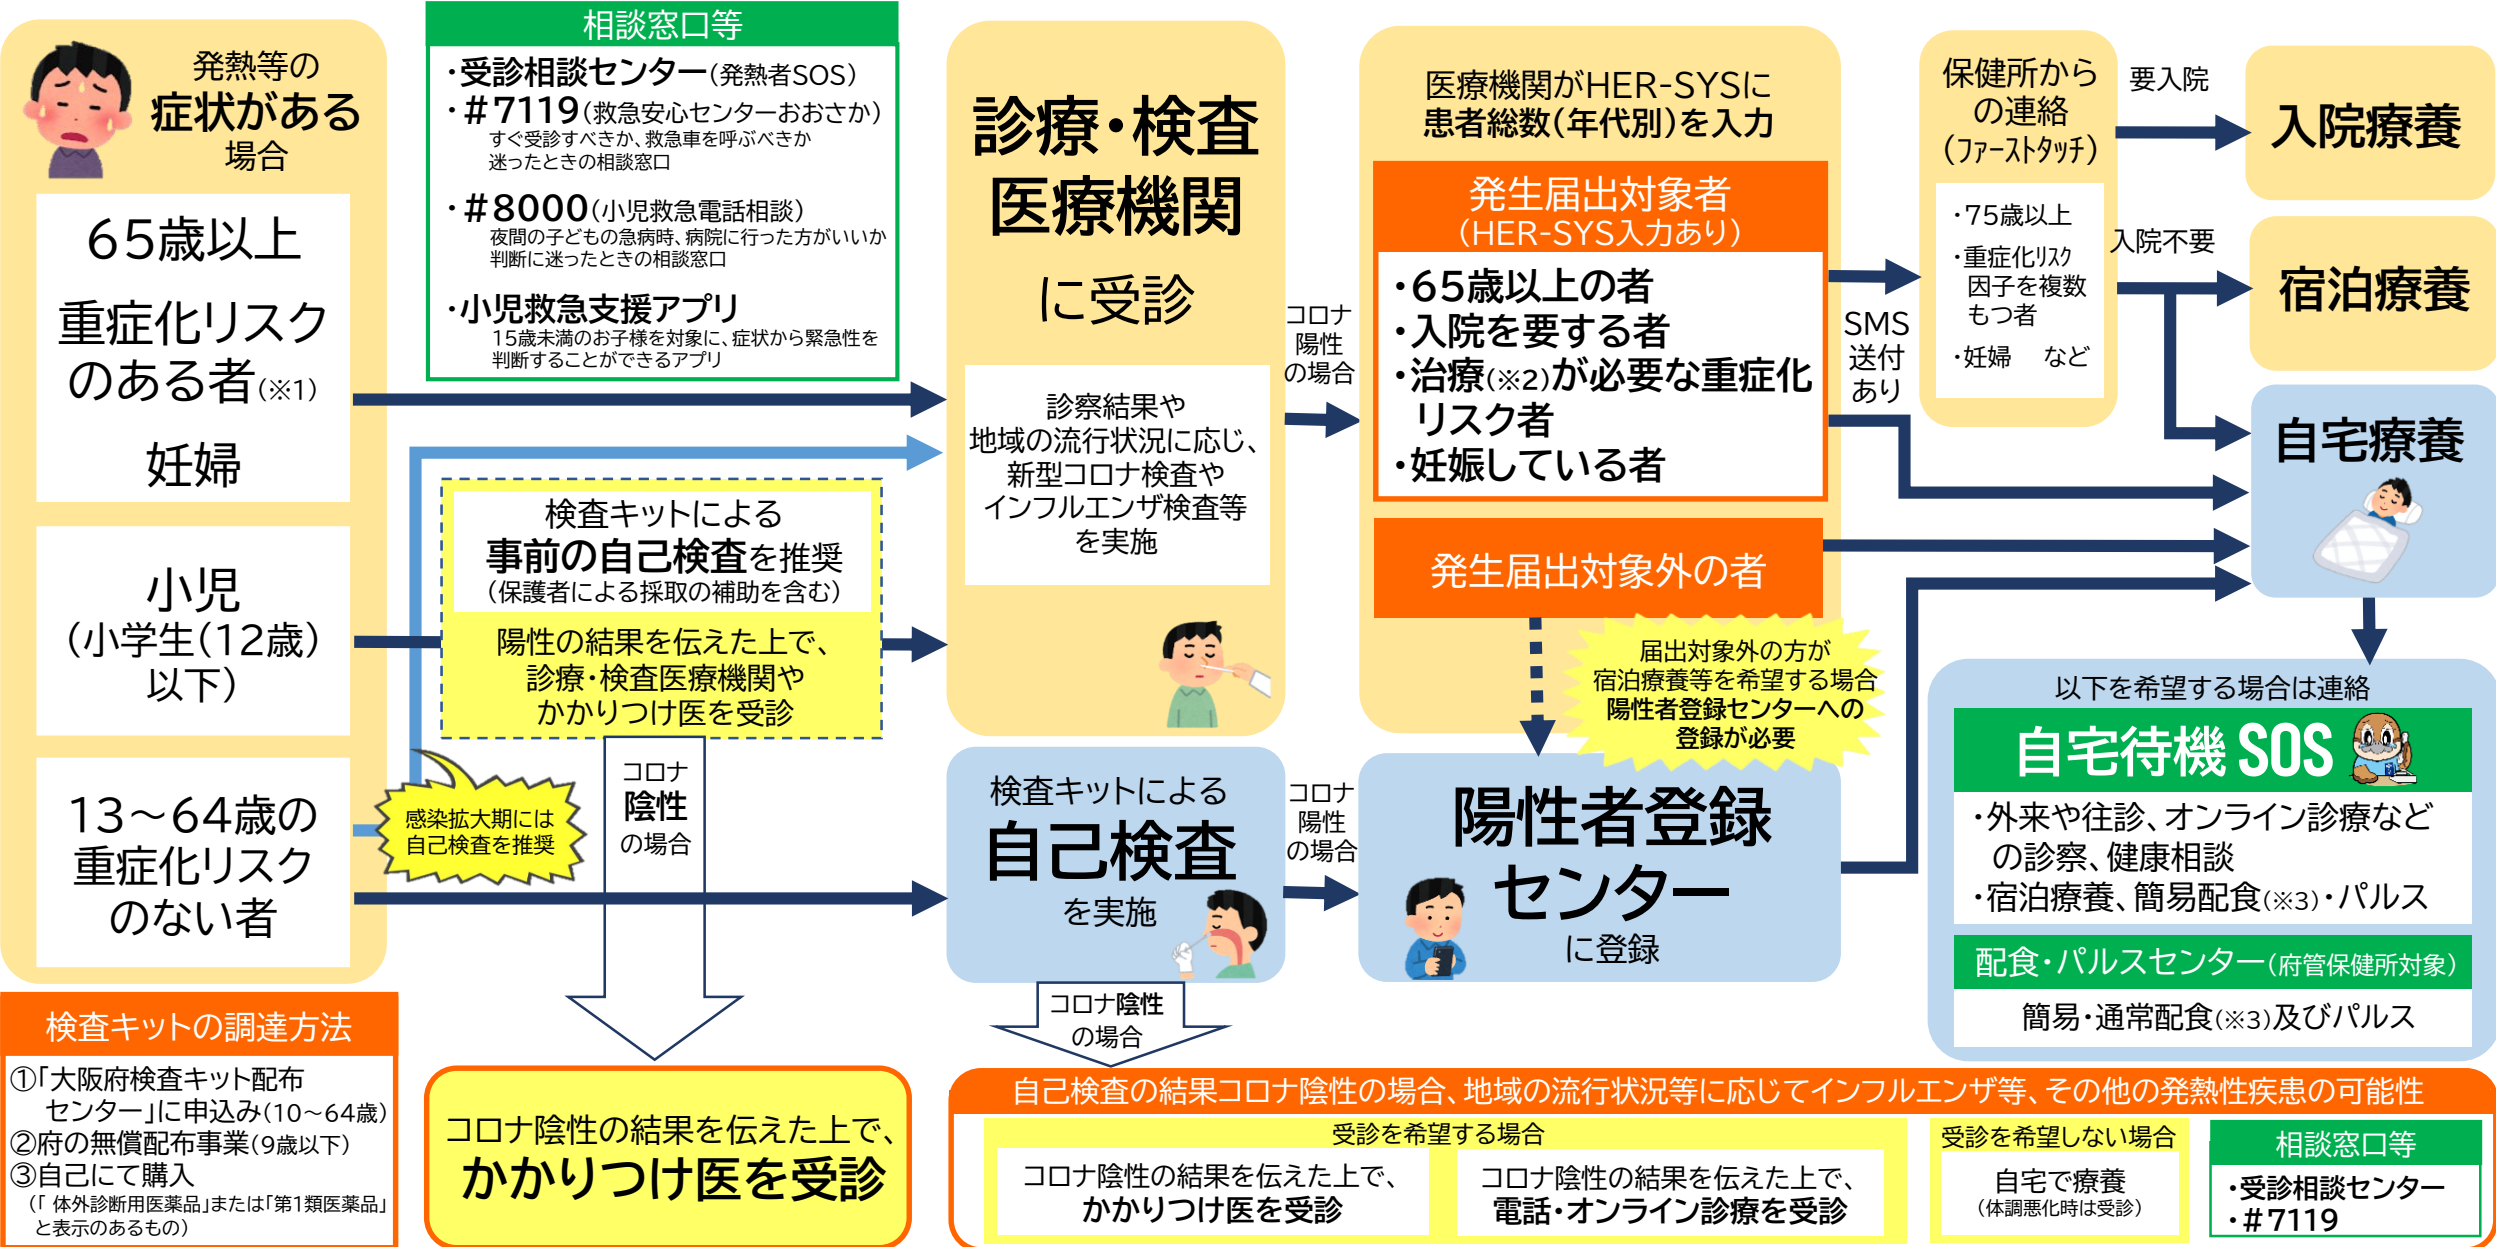 発熱等の
症状がある
場合
65歳以上
重症化リスク
のある者(※1)
妊婦
小児
(小学生(12歳)
以下)
13～64歳の
重症化リスク
のない者
相談窓口等
・受診相談センター(発熱者SOS)
・#7119(救急安心センターおおさか)
すぐ受診すべきか、救急車を呼ぶべきか
迷ったときの相談窓口
・#8000(小児救急電話相談)
夜間の子どもの急病時、病院に行った方がいいか
判断に迷ったときの相談窓口
・小児救急支援アプリ
15歳未満のお子様を対象に、症状から緊急性を
判断することができるアプリ
検査キットによる
事前の自己検査を推奨
(保護者による採取の補助を含む)
陽性の結果を伝えた上で、
診療・検査医療機関や
かかりつけ医を受診
感染拡大期には
自己検査を推奨
コロナ
陰性
の場合
診療・検査
医療機関
に受診
診察結果や
地域の流行状況に応じ、
新型コロナ検査や
インフルエンザ検査等
を実施
検査キットによる
自己検査
を実施
コロナ
陽性
の場合
コロナ
陽性
の場合
コロナ陰性
の場合
医療機関がHER-SYSに
患者総数(年代別)を入力
発生届出対象者
(HER-SYS入力あり)
・65歳以上の者
・入院を要する者
・治療(※2)が必要な重症化
リスク者
・妊娠している者
発生届出対象外の者
届出対象外の方が
宿泊療養等を希望する場合
陽性者登録センターへの
登録が必要
陽性者登録
センター
に登録
SMS
送付
あり
保健所から
の連絡
(ファーストタッチ)
・75歳以上
・重症化リスク
因子を複数
もつ者
・妊婦　など
要入院
入院不要
入院療養
宿泊療養
自宅療養
以下を希望する場合は連絡
自宅待機SOS
・外来や往診、オンライン診療など
の診察、健康相談
・宿泊療養、簡易配食(※3)・パルス
配食・パルスセンター(府管保健所対象)
簡易・通常配食(※3)及びパルス
検査キットの調達方法
①「大阪府検査キット配布
センター」に申込み(10～64歳)
②府の無償配布事業(9歳以下)
③自己にて購入
(「 体外診断用医薬品」または「第1類医薬品」
と表示のあるもの)
コロナ陰性の結果を伝えた上で、
かかりつけ医を受診
自己検査の結果コロナ陰性の場合、地域の流行状況等に応じてインフルエンザ等、その他の発熱性疾患の可能性
受診を希望する場合
コロナ陰性の結果を伝えた上で、
かかりつけ医を受診
コロナ陰性の結果を伝えた上で、
電話・オンライン診療を受診
受診を希望しない場合
自宅で療養
(体調悪化時は受診)
相談窓口等
・受診相談センター
・#7119